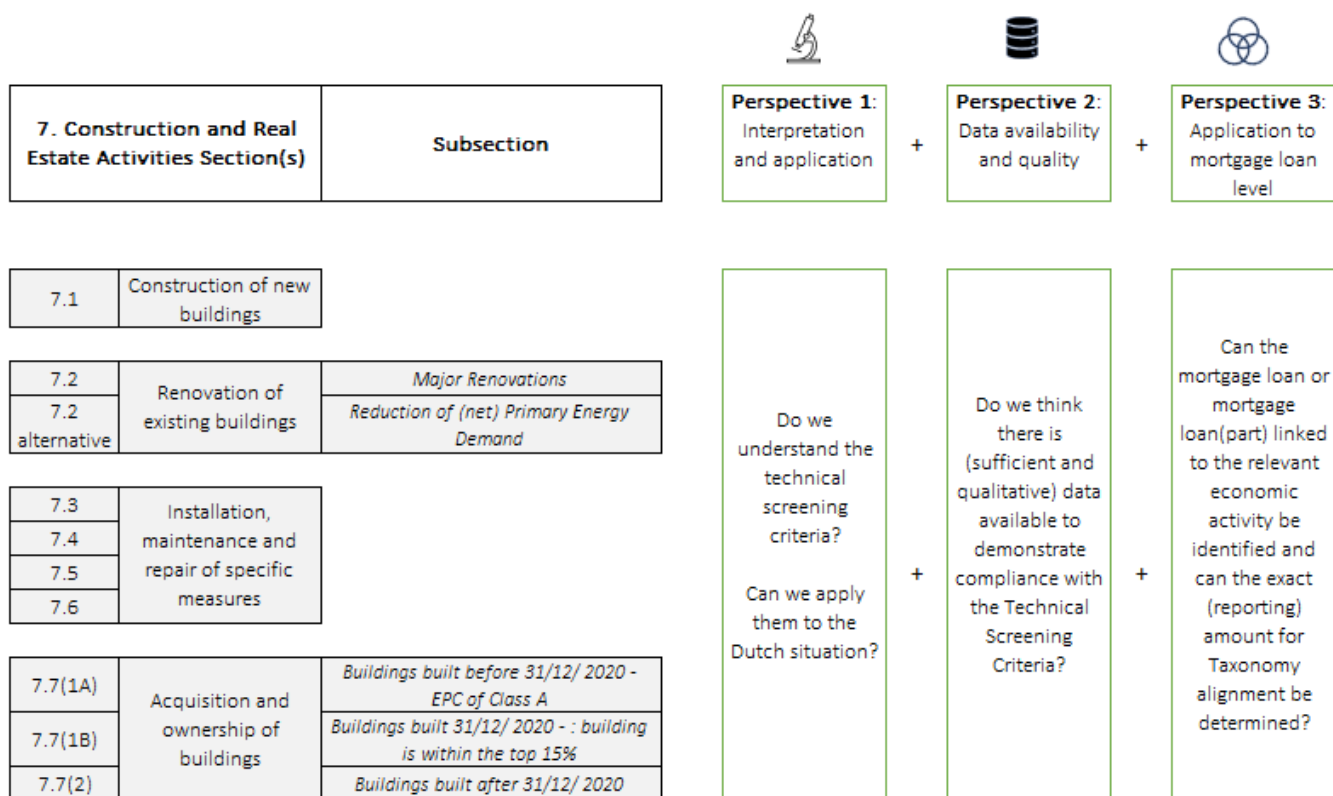 7. Construction and Real
Estate Activities Section(s)
Subsection
Perspective 1:
Interpretation
and application
+
Perspective 2:
Data availability
and quality
+
Perspective 3:
Application to
mortgage loan
level
7.1
Construction of new
buildings
7.2
7.2
alternative
Renovation of
existing buildings
Major Renovations
Reduction of (net) Primary Energy
Demand
7.3
7.4
7.5
7.6
Installation,
maintenance and
repair of specific
measures
7.7(1A)
7.7(1B)
7.7(2)
Acquisition and
ownership of
buildings
Buildings built before 31/12/ 2020 -
EPC of Class A
Buildings built 31/12/ 2020 - : building
is within the top 15%
Buildings built after 31/12/ 2020
Do we
understand the
technical
screening
criteria?
Can we apply
them to the
Dutch situation?
+
Do we think
there is
(sufficient and
qualitative) data
available to
demonstrate
compliance with
the Technical
Screening
Criteria?
+
Can the
mortgage loan or
mortgage
loan(part) linked
to the relevant
economic
activity be
identified and
can the exact
(reporting)
amount for
Taxonomy
alignment be
determined?